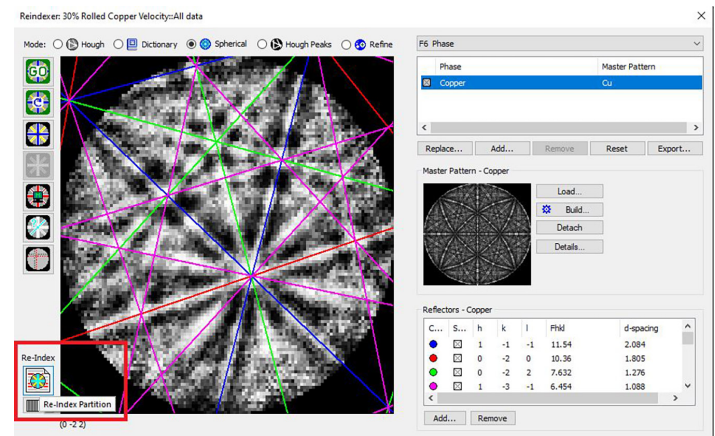 Reindexer: 30% Rolled Copper Velocity::All data
Mode: Hough Dictionary Spherical Hough Peaks Refine
GO
C
Re-Index
Re-Index Partition
(0 -2 2)
F6 Phase
Phase Master Pattern
Copper Cu
Replace... Add... Remove Reset Export...
Master Pattern - Copper
Load...
Build...
Detach
Details...
Reflectors - Copper
C... S... h k l Fhkl d-spacing
1 -1 -1 11.54 2.084
0 -2 0 10.36 1.805
0 -2 2 7.632 1.276
1 -3 -1 6.454 1.088
Add... Remove